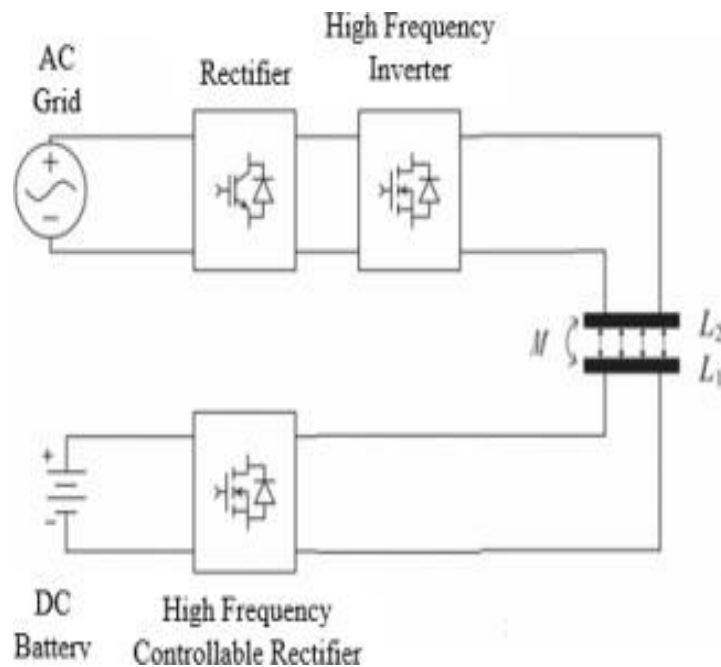 High Frequency
Inverter
Rectifier
AC
Grid
+
−
M
L₂
L₁
+
-
DC
Battery
High Frequency
Controllable Rectifier